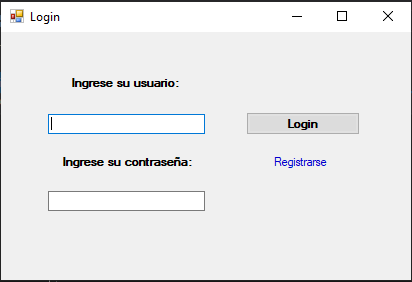 Login
Ingrese su usuario:
Login
Ingrese su contraseña:
Registrarse